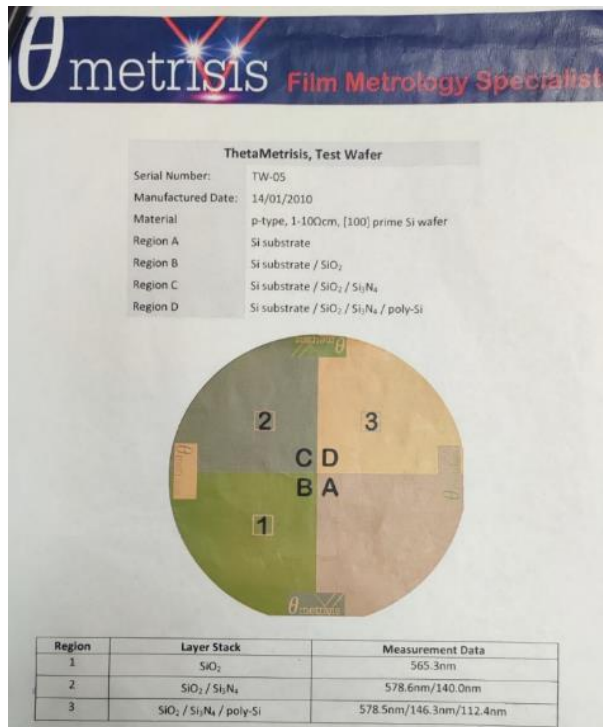 θmetrisis Film Metrology Specialist
ThetaMetrisis, Test Wafer
Serial Number: TW-05
Manufactured Date: 14/01/2010
Material p-type, 1-10Ωcm, [100] prime Si wafer
Region A Si substrate
Region B Si substrate / SiO₂
Region C Si substrate / SiO₂ / Si₃N₄
Region D Si substrate / SiO₂ / Si₃N₄ / poly-Si
2 3
C D
B A
1
θmetrisis
Region Layer Stack Measurement Data
1 SiO₂ 565.3nm
2 SiO₂ / Si₃N₄ 578.6nm/140.0nm
3 SiO₂ / Si₃N₄ / poly-Si 578.5nm/146.3nm/112.4nm